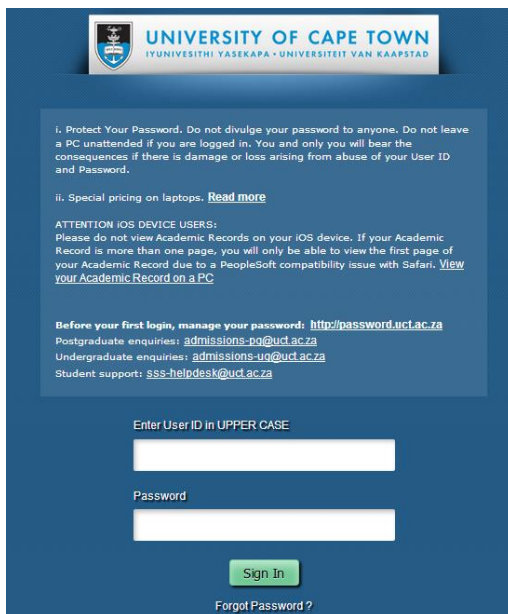 UNIVERSITY OF CAPE TOWN
IYUNIVESITHI YASEKAPA • UNIVERSITEIT VAN KAAPSTAD
i. Protect Your Password. Do not divulge your password to anyone. Do not leave
a PC unattended if you are logged in. You and only you will bear the
consequences if there is damage or loss arising from abuse of your User ID
and Password.
ii. Special pricing on laptops. Read more
ATTENTION iOS DEVICE USERS:
Please do not view Academic Records on your iOS device. If your Academic
Record is more than one page, you will only be able to view the first page of
your Academic Record due to a PeopleSoft compatibility issue with Safari. View
your Academic Record on a PC
Before your first login, manage your password: http://password.uct.ac.za
Postgraduate enquiries: admissions-pg@uct.ac.za
Undergraduate enquiries: admissions-ug@uct.ac.za
Student support: sss-helpdesk@uct.ac.za
Enter User ID in UPPER CASE
Password
Sign In
Forgot Password ?